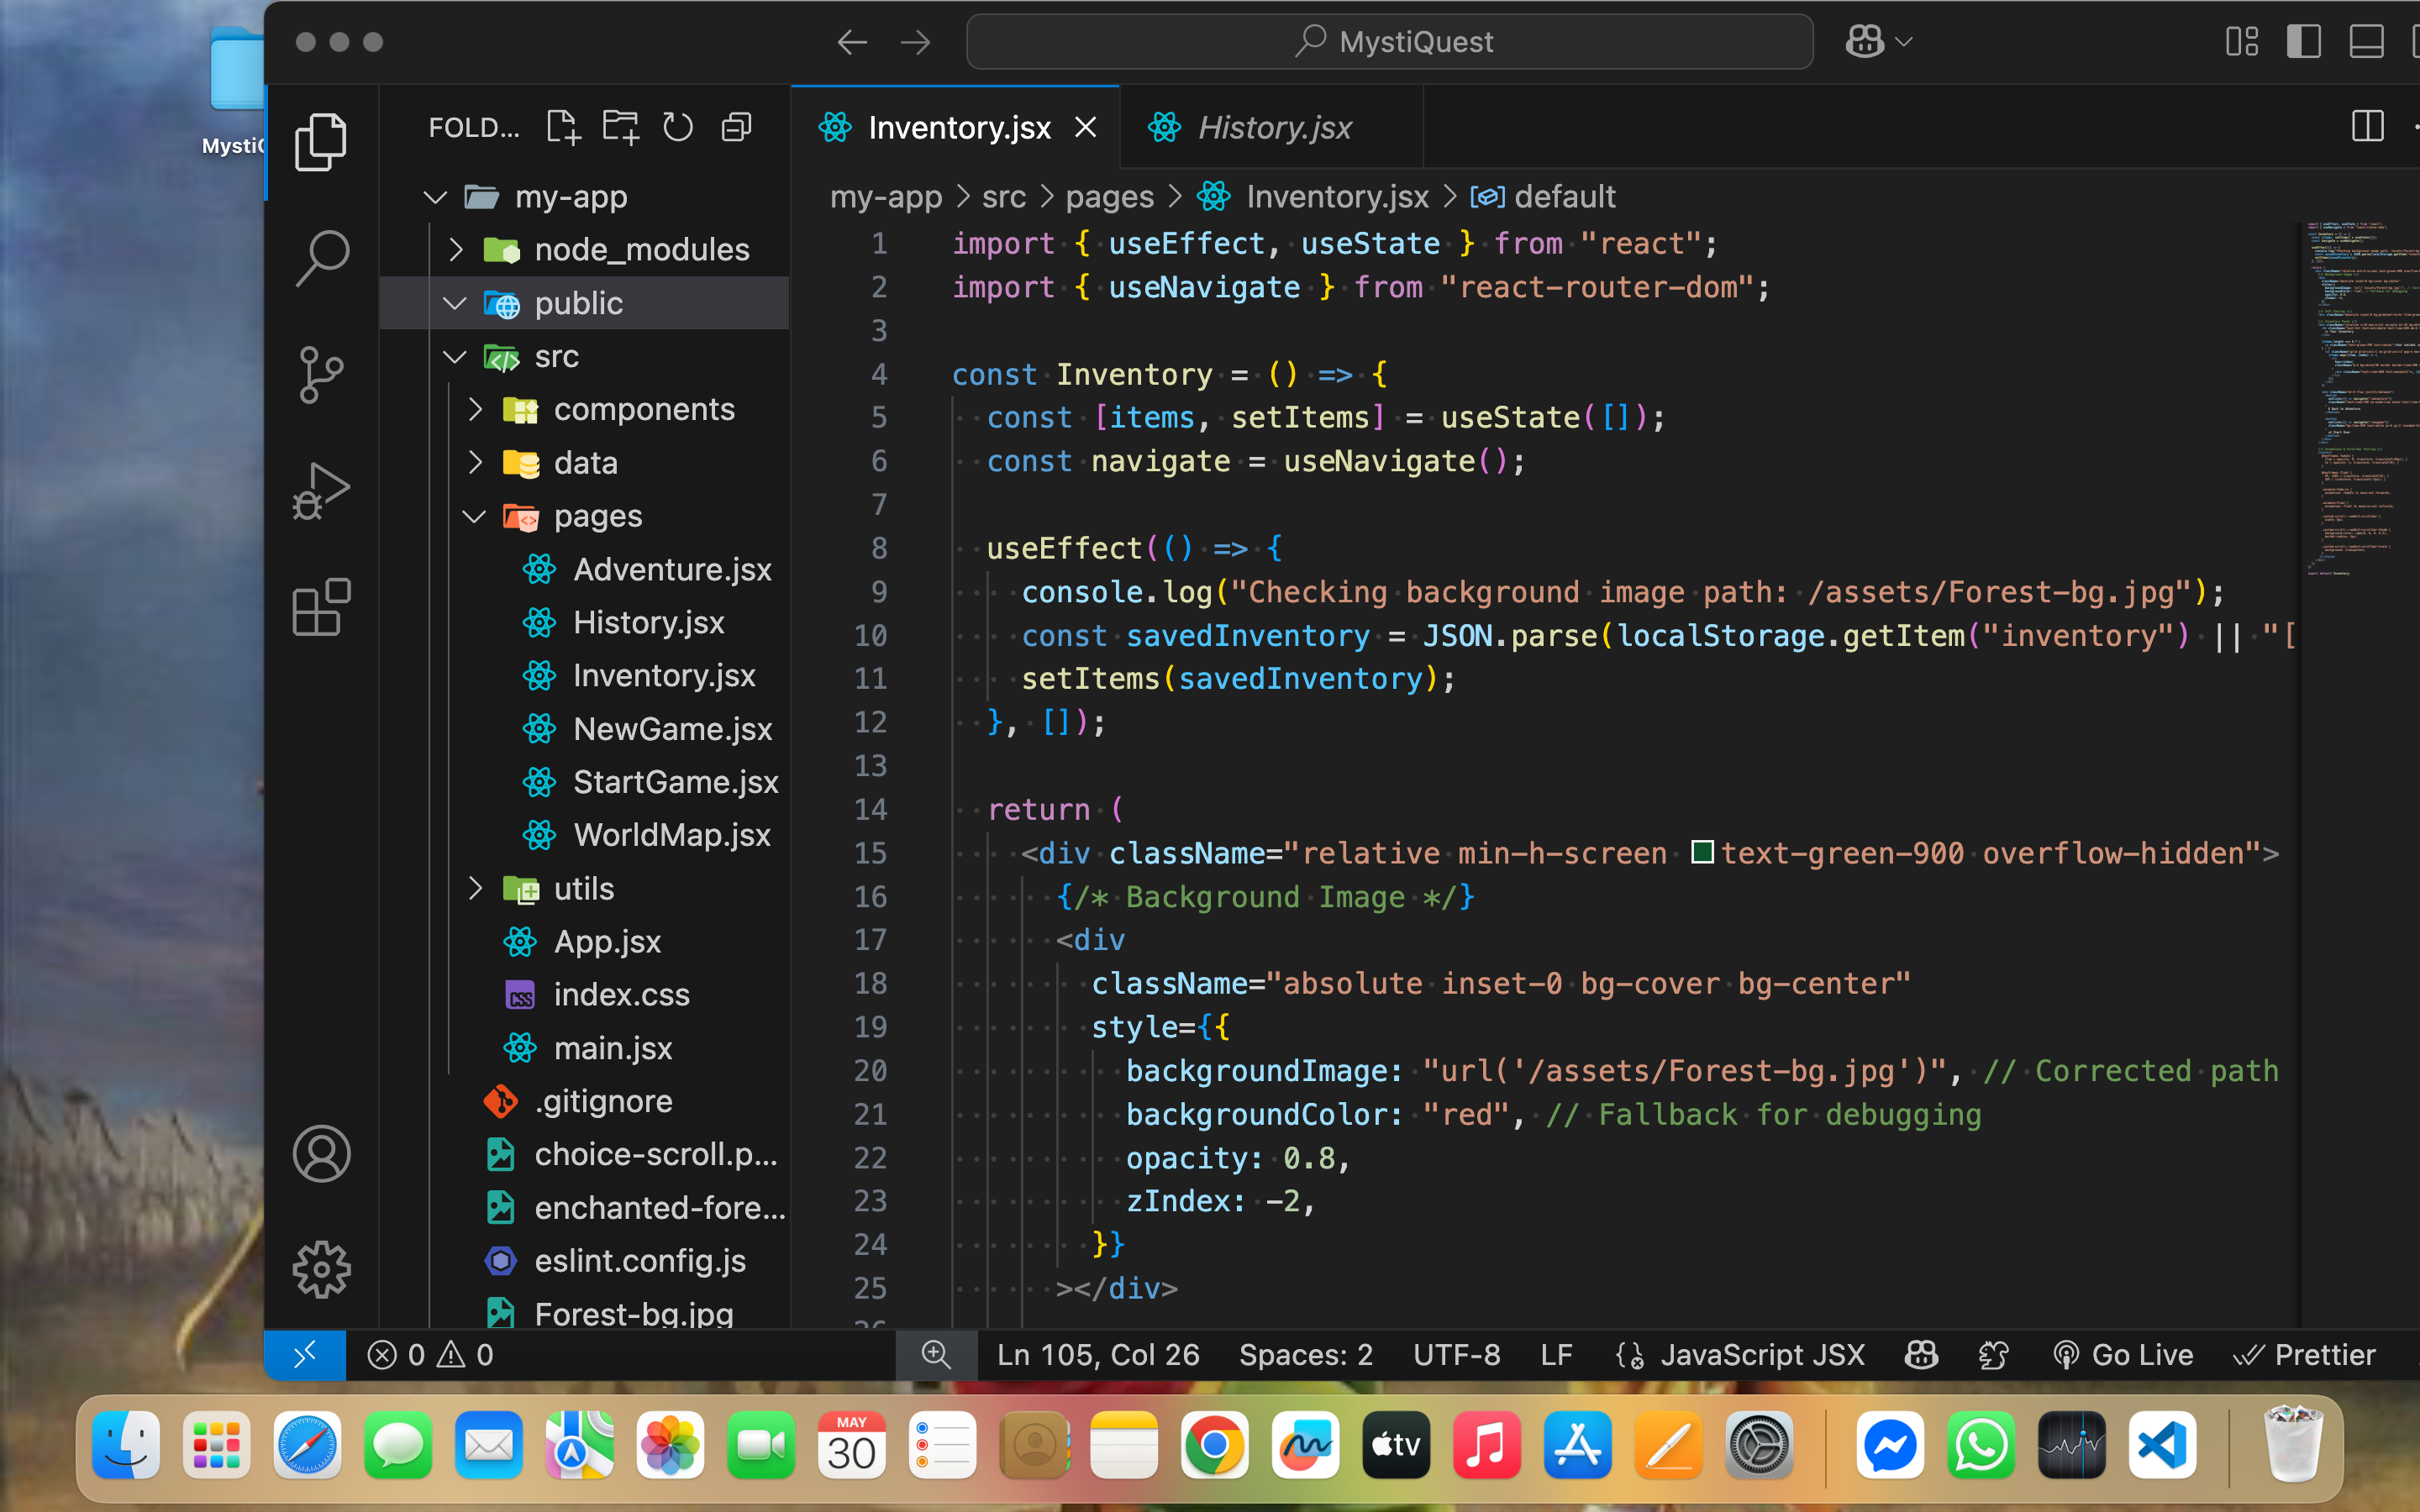 MystiQuest
MystiQ
FOLD...
Inventory.jsx
History.jsx
my-app
node_modules
public
src
components
data
pages
Adventure.jsx
History.jsx
Inventory.jsx
NewGame.jsx
StartGame.jsx
WorldMap.jsx
utils
App.jsx
index.css
main.jsx
.gitignore
choice-scroll.p...
enchanted-fore...
eslint.config.js
Forest-bg.jpg
my-app > src > pages > Inventory.jsx > default
1 import { useEffect, useState } from "react";
2 import { useNavigate } from "react-router-dom";
3
4 const Inventory = () => {
5 const [items, setItems] = useState([]);
6 const navigate = useNavigate();
7
8 useEffect(() => {
9 console.log("Checking background image path: /assets/Forest-bg.jpg");
10 const savedInventory = JSON.parse(localStorage.getItem("inventory") || "[
11 setItems(savedInventory);
12 }, []);
13
14 return (
15 <div className="relative min-h-screen text-green-900 overflow-hidden">
16 {/* Background Image */}
17 <div
18 className="absolute inset-0 bg-cover bg-center"
19 style={{
20 backgroundImage: "url('/assets/Forest-bg.jpg')", // Corrected path
21 backgroundColor: "red", // Fallback for debugging
22 opacity: 0.8,
23 zIndex: -2,
24 }}
25 ></div>
26
0 0
Ln 105, Col 26 Spaces: 2 UTF-8 LF JavaScript JSX Go Live Prettier
MAY
30
tv